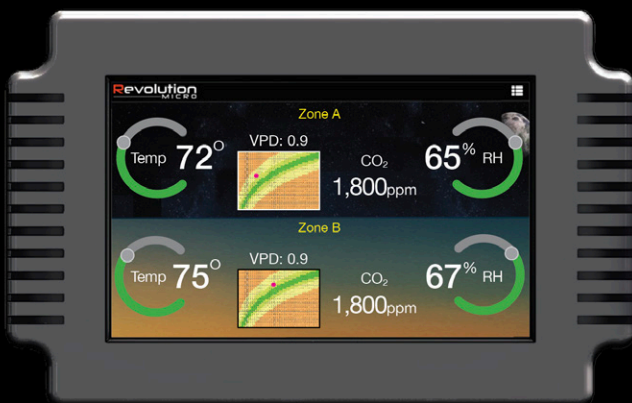 Revolution
MICRO
Zone A
Temp 72°
VPD: 0.9
CO₂
1,800ppm
65% RH
Zone B
Temp 75°
VPD: 0.9
CO₂
1,800ppm
67% RH